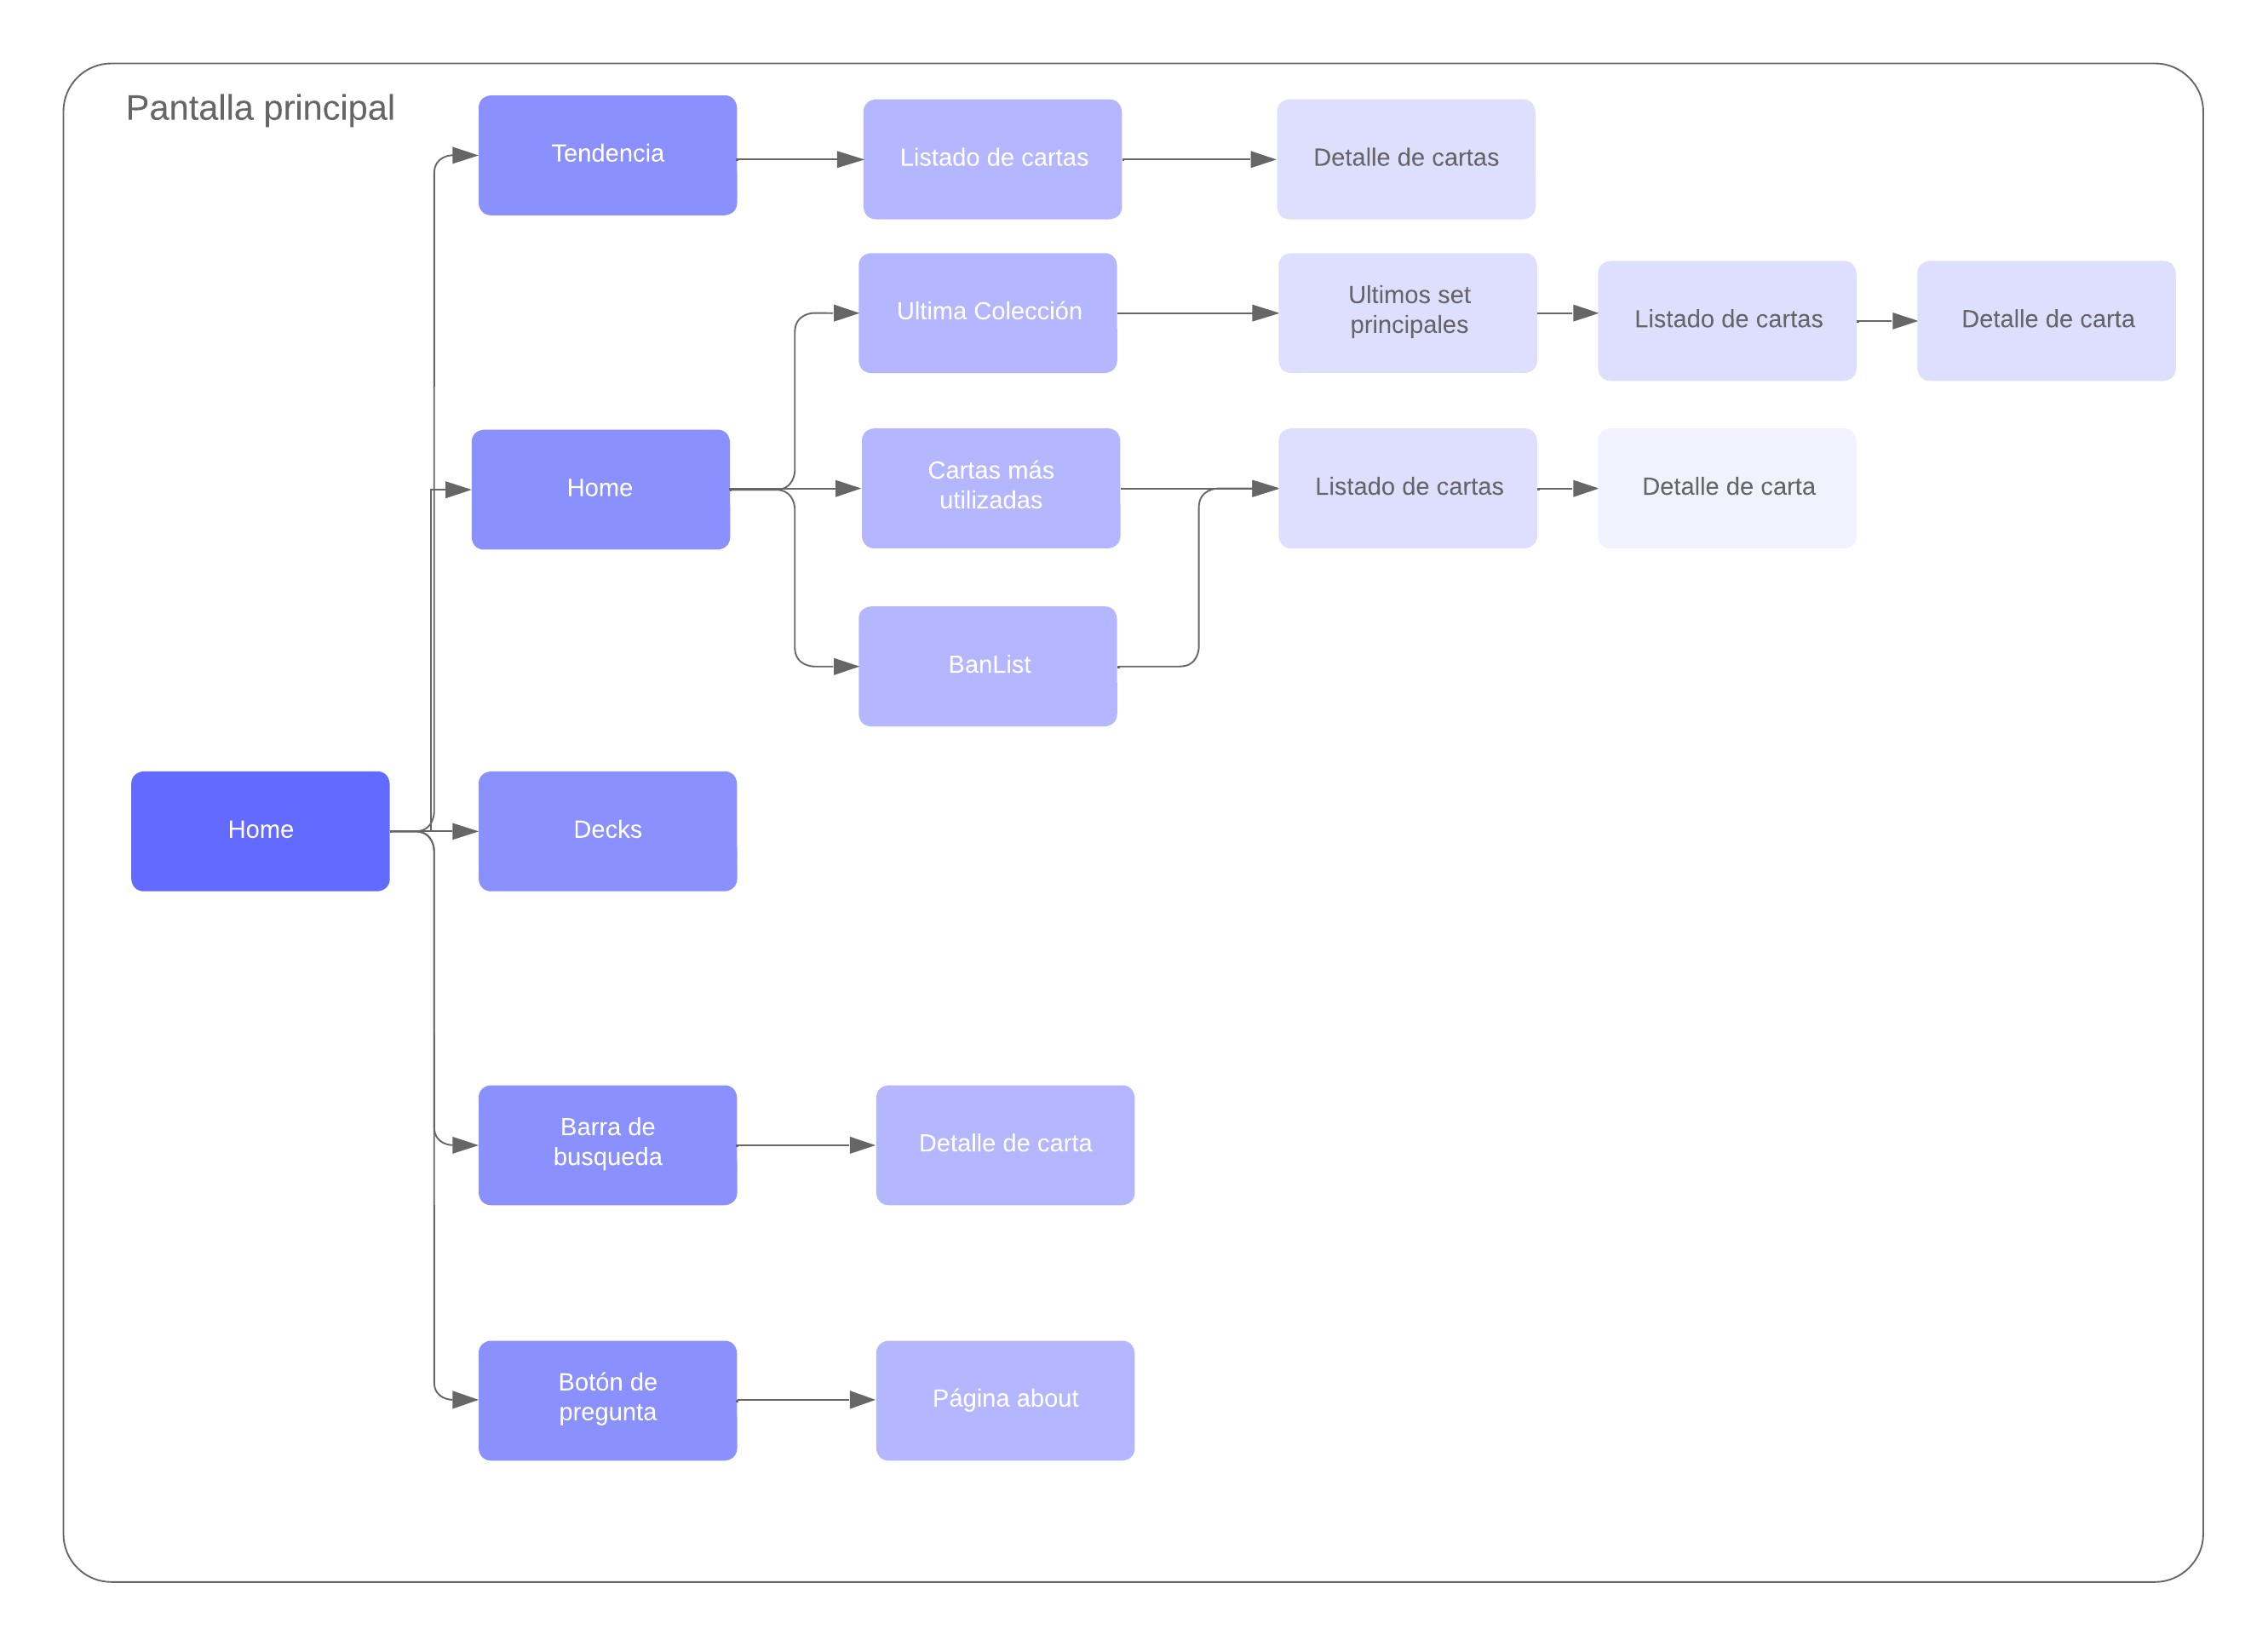 Pantalla principal
Tendencia
Listado de cartas
Detalle de cartas
Ultima Colección
Ultimos set
principales
Listado de cartas
Detalle de carta
Home
Cartas más
utilizadas
Listado de cartas
Detalle de carta
BanList
Home
Decks
Barra de
busqueda
Detalle de carta
Botón de
pregunta
Página about